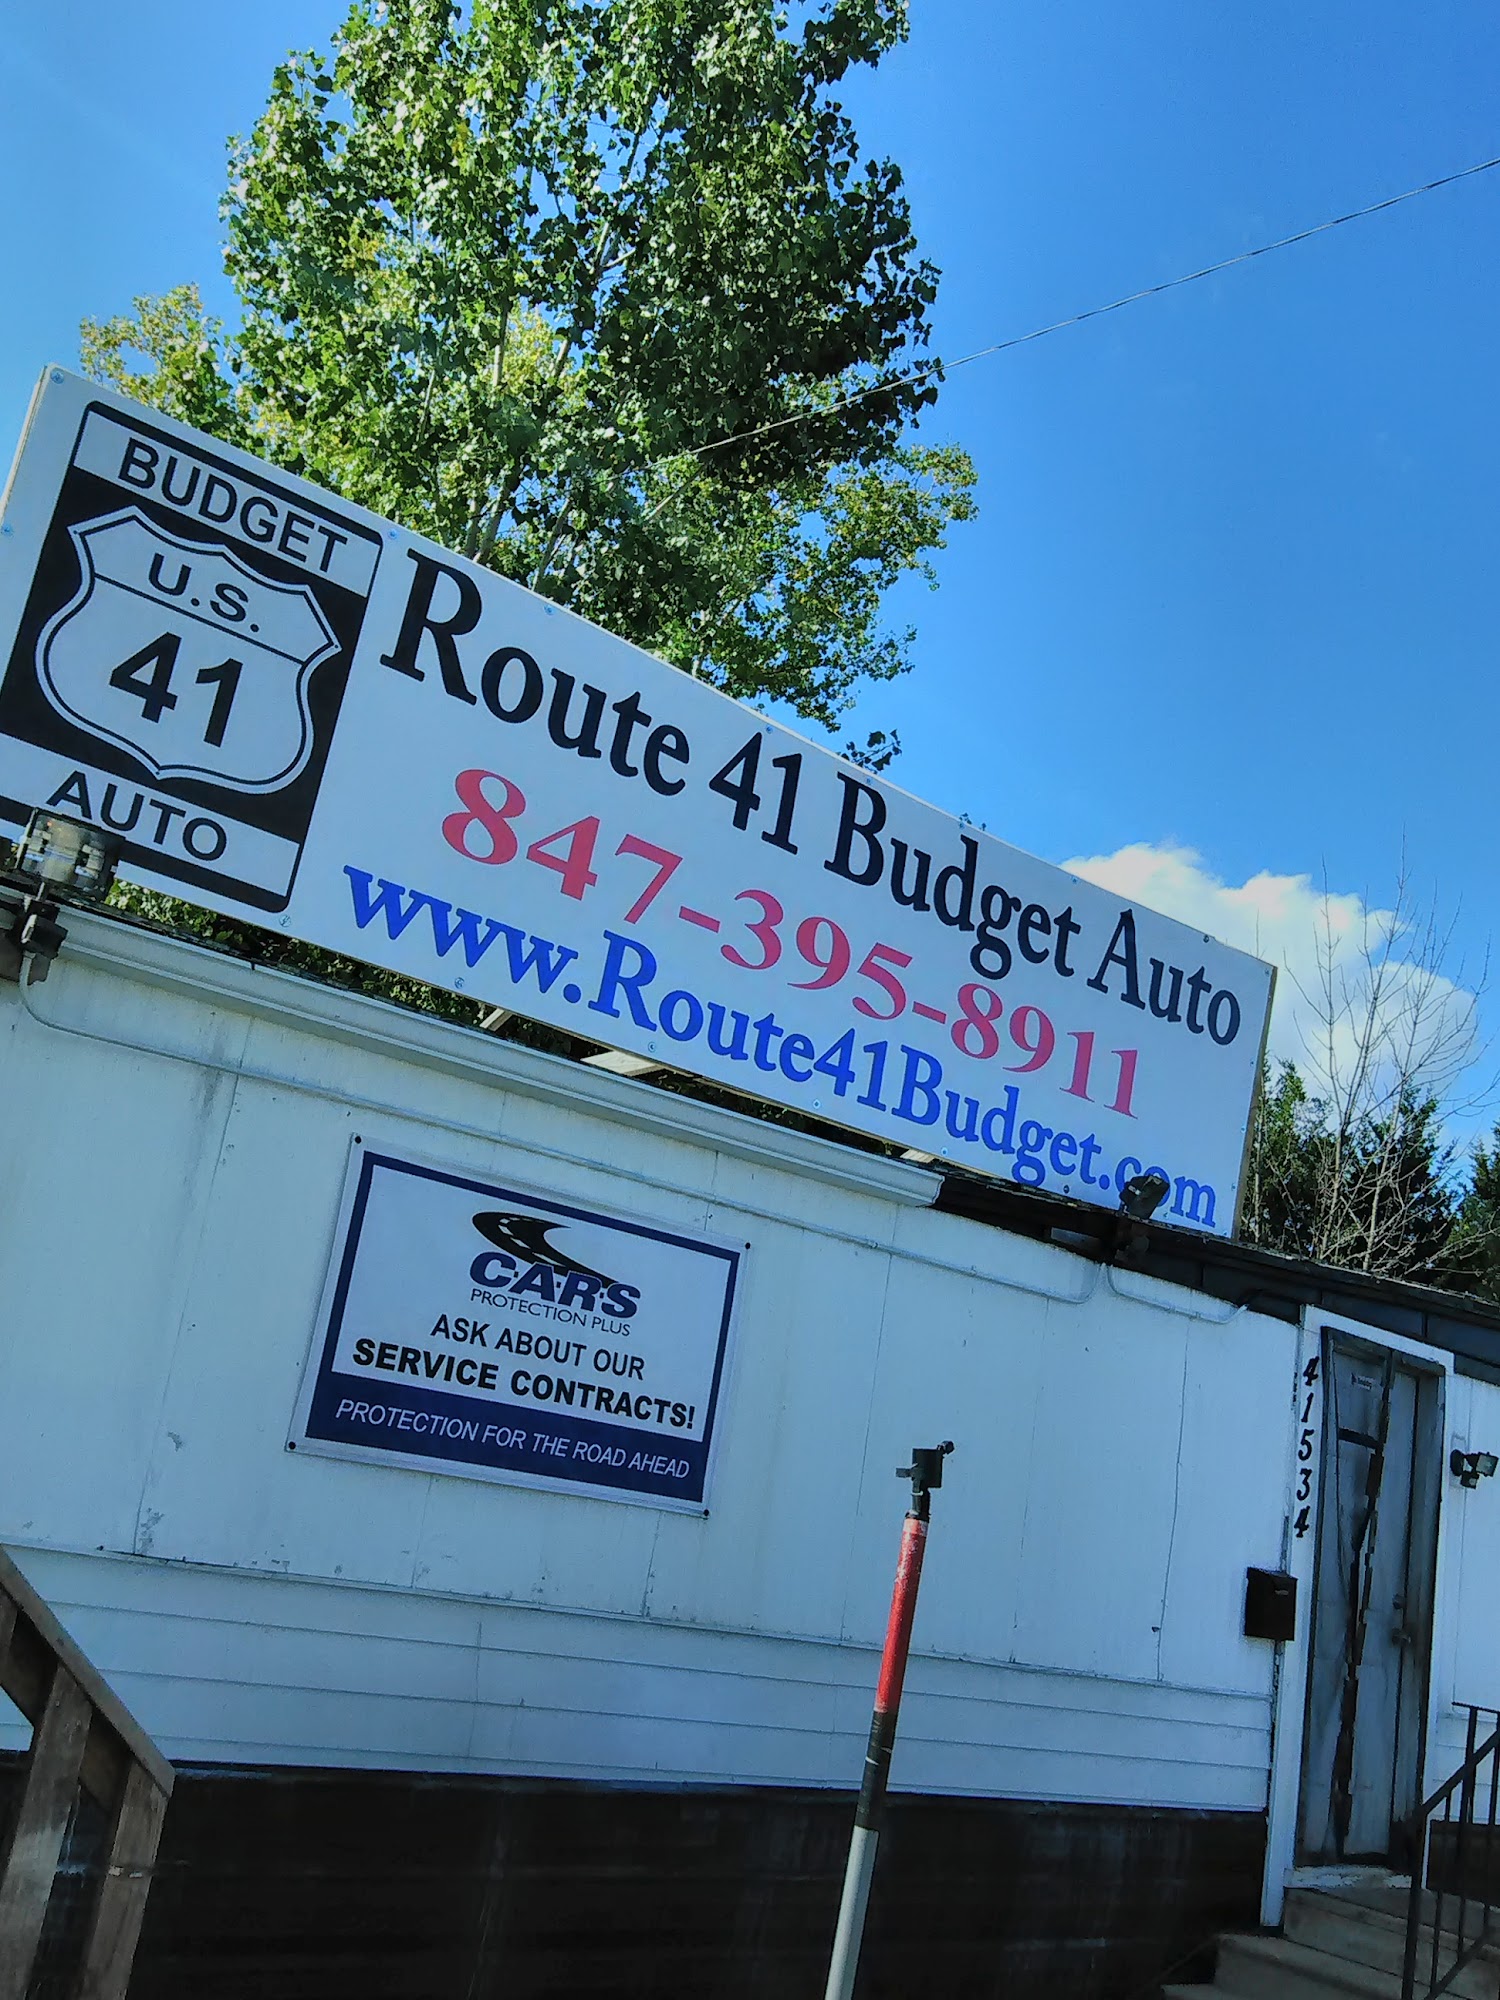 BUDGET
U.S.
41
AUTO
Route 41 Budget Auto
847-395-8911
www.Route41Budget.com
C·A·R·S
PROTECTION PLUS
ASK ABOUT OUR
SERVICE CONTRACTS!
PROTECTION FOR THE ROAD AHEAD
41534